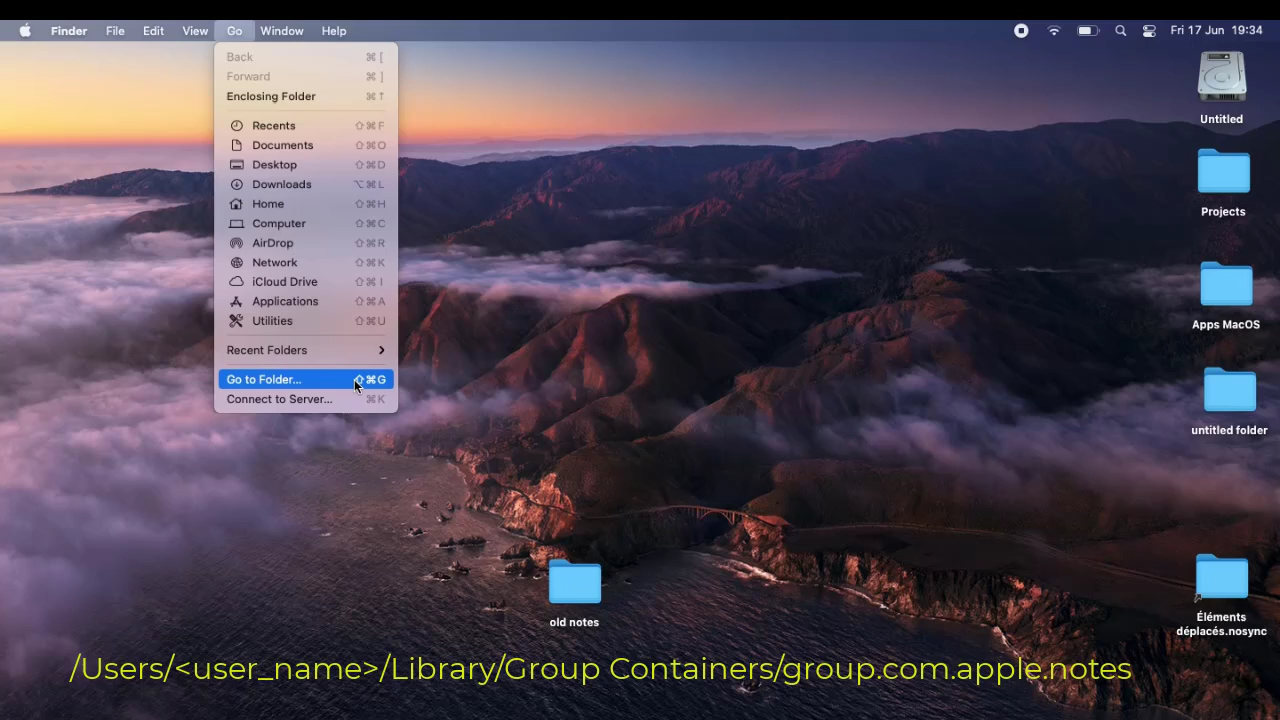 Finder File Edit View Go Window Help Fri 17 Jun 19:34
Back ⌘ [
Forward ⌘ ]
Enclosing Folder ⌘↑
Recents ⇧⌘F
Documents ⇧⌘O
Desktop ⇧⌘D
Downloads ⌥⌘L
Home ⇧⌘H
Computer ⇧⌘C
AirDrop ⇧⌘R
Network ⇧⌘K
iCloud Drive ⇧⌘I
Applications ⇧⌘A
Utilities ⇧⌘U
Recent Folders
Go to Folder... ⇧⌘G
Connect to Server... ⌘K
Untitled
Projects
Apps MacOS
untitled folder
old notes
Éléments
déplacés.nosync
/Users/<user_name>/Library/Group Containers/group.com.apple.notes